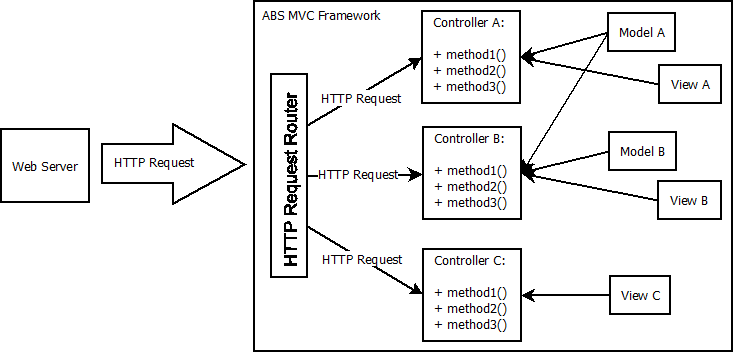 ABS MVC Framework
Web Server
HTTP Request
HTTP Request Router
HTTP Request
HTTP Request
HTTP Request
Controller A:
+ method1()
+ method2()
+ method3()
Model A
View A
Controller B:
+ method1()
+ method2()
+ method3()
Model B
View B
Controller C:
+ method1()
+ method2()
+ method3()
View C